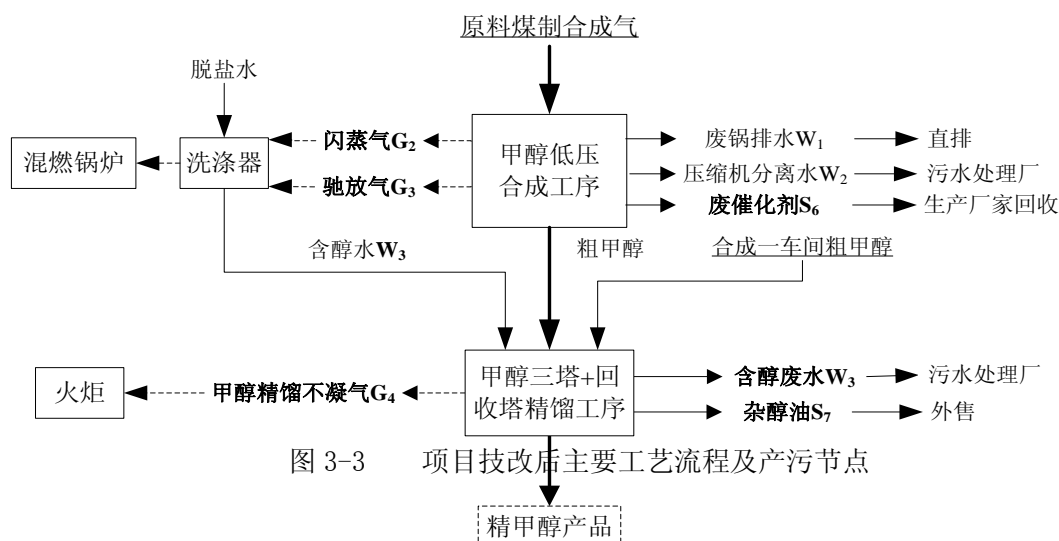 原料煤制合成气
脱盐水
混燃锅炉
洗涤器
闪蒸气G2
驰放气G3
甲醇低压
合成工序
废锅排水W1
直排
压缩机分离水W2
污水处理厂
废催化剂S6
生产厂家回收
含醇水W3
粗甲醇
合成一车间粗甲醇
火炬
甲醇精馏不凝气G4
甲醇三塔+回
收塔精馏工序
含醇废水W3
污水处理厂
杂醇油S7
外售
图 3-3 项目技改后主要工艺流程及产污节点
精甲醇产品